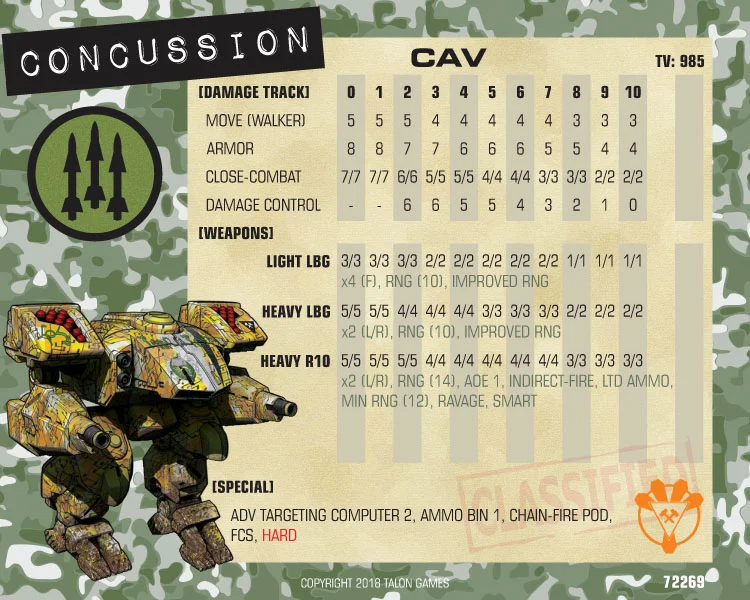 CONCUSSION
CAV
TV: 985
[DAMAGE TRACK] 0 1 2 3 4 5 6 7 8 9 10
MOVE (WALKER) 5 5 5 4 4 4 4 4 3 3 3
ARMOR 8 8 7 7 6 6 6 5 5 4 4
CLOSE-COMBAT 7/7 7/7 6/6 5/5 5/5 4/4 4/4 3/3 3/3 2/2 2/2
DAMAGE CONTROL - - 6 6 5 5 4 3 2 1 0
[WEAPONS]
LIGHT LBG 3/3 3/3 3/3 2/2 2/2 2/2 2/2 2/2 1/1 1/1 1/1
x4 (F), RNG (10), IMPROVED RNG
HEAVY LBG 5/5 5/5 4/4 4/4 4/4 3/3 3/3 3/3 2/2 2/2 2/2
x2 (L/R), RNG (10), IMPROVED RNG
HEAVY R10 5/5 5/5 5/5 4/4 4/4 4/4 4/4 4/4 3/3 3/3 3/3
x2 (L/R), RNG (14), AOE 1, INDIRECT-FIRE, LTD AMMO,
MIN RNG (12), RAVAGE, SMART
CLASSIFIED
[SPECIAL]
ADV TARGETING COMPUTER 2, AMMO BIN 1, CHAIN-FIRE POD,
FCS, HARD
COPYRIGHT 2018 TALON GAMES
72269